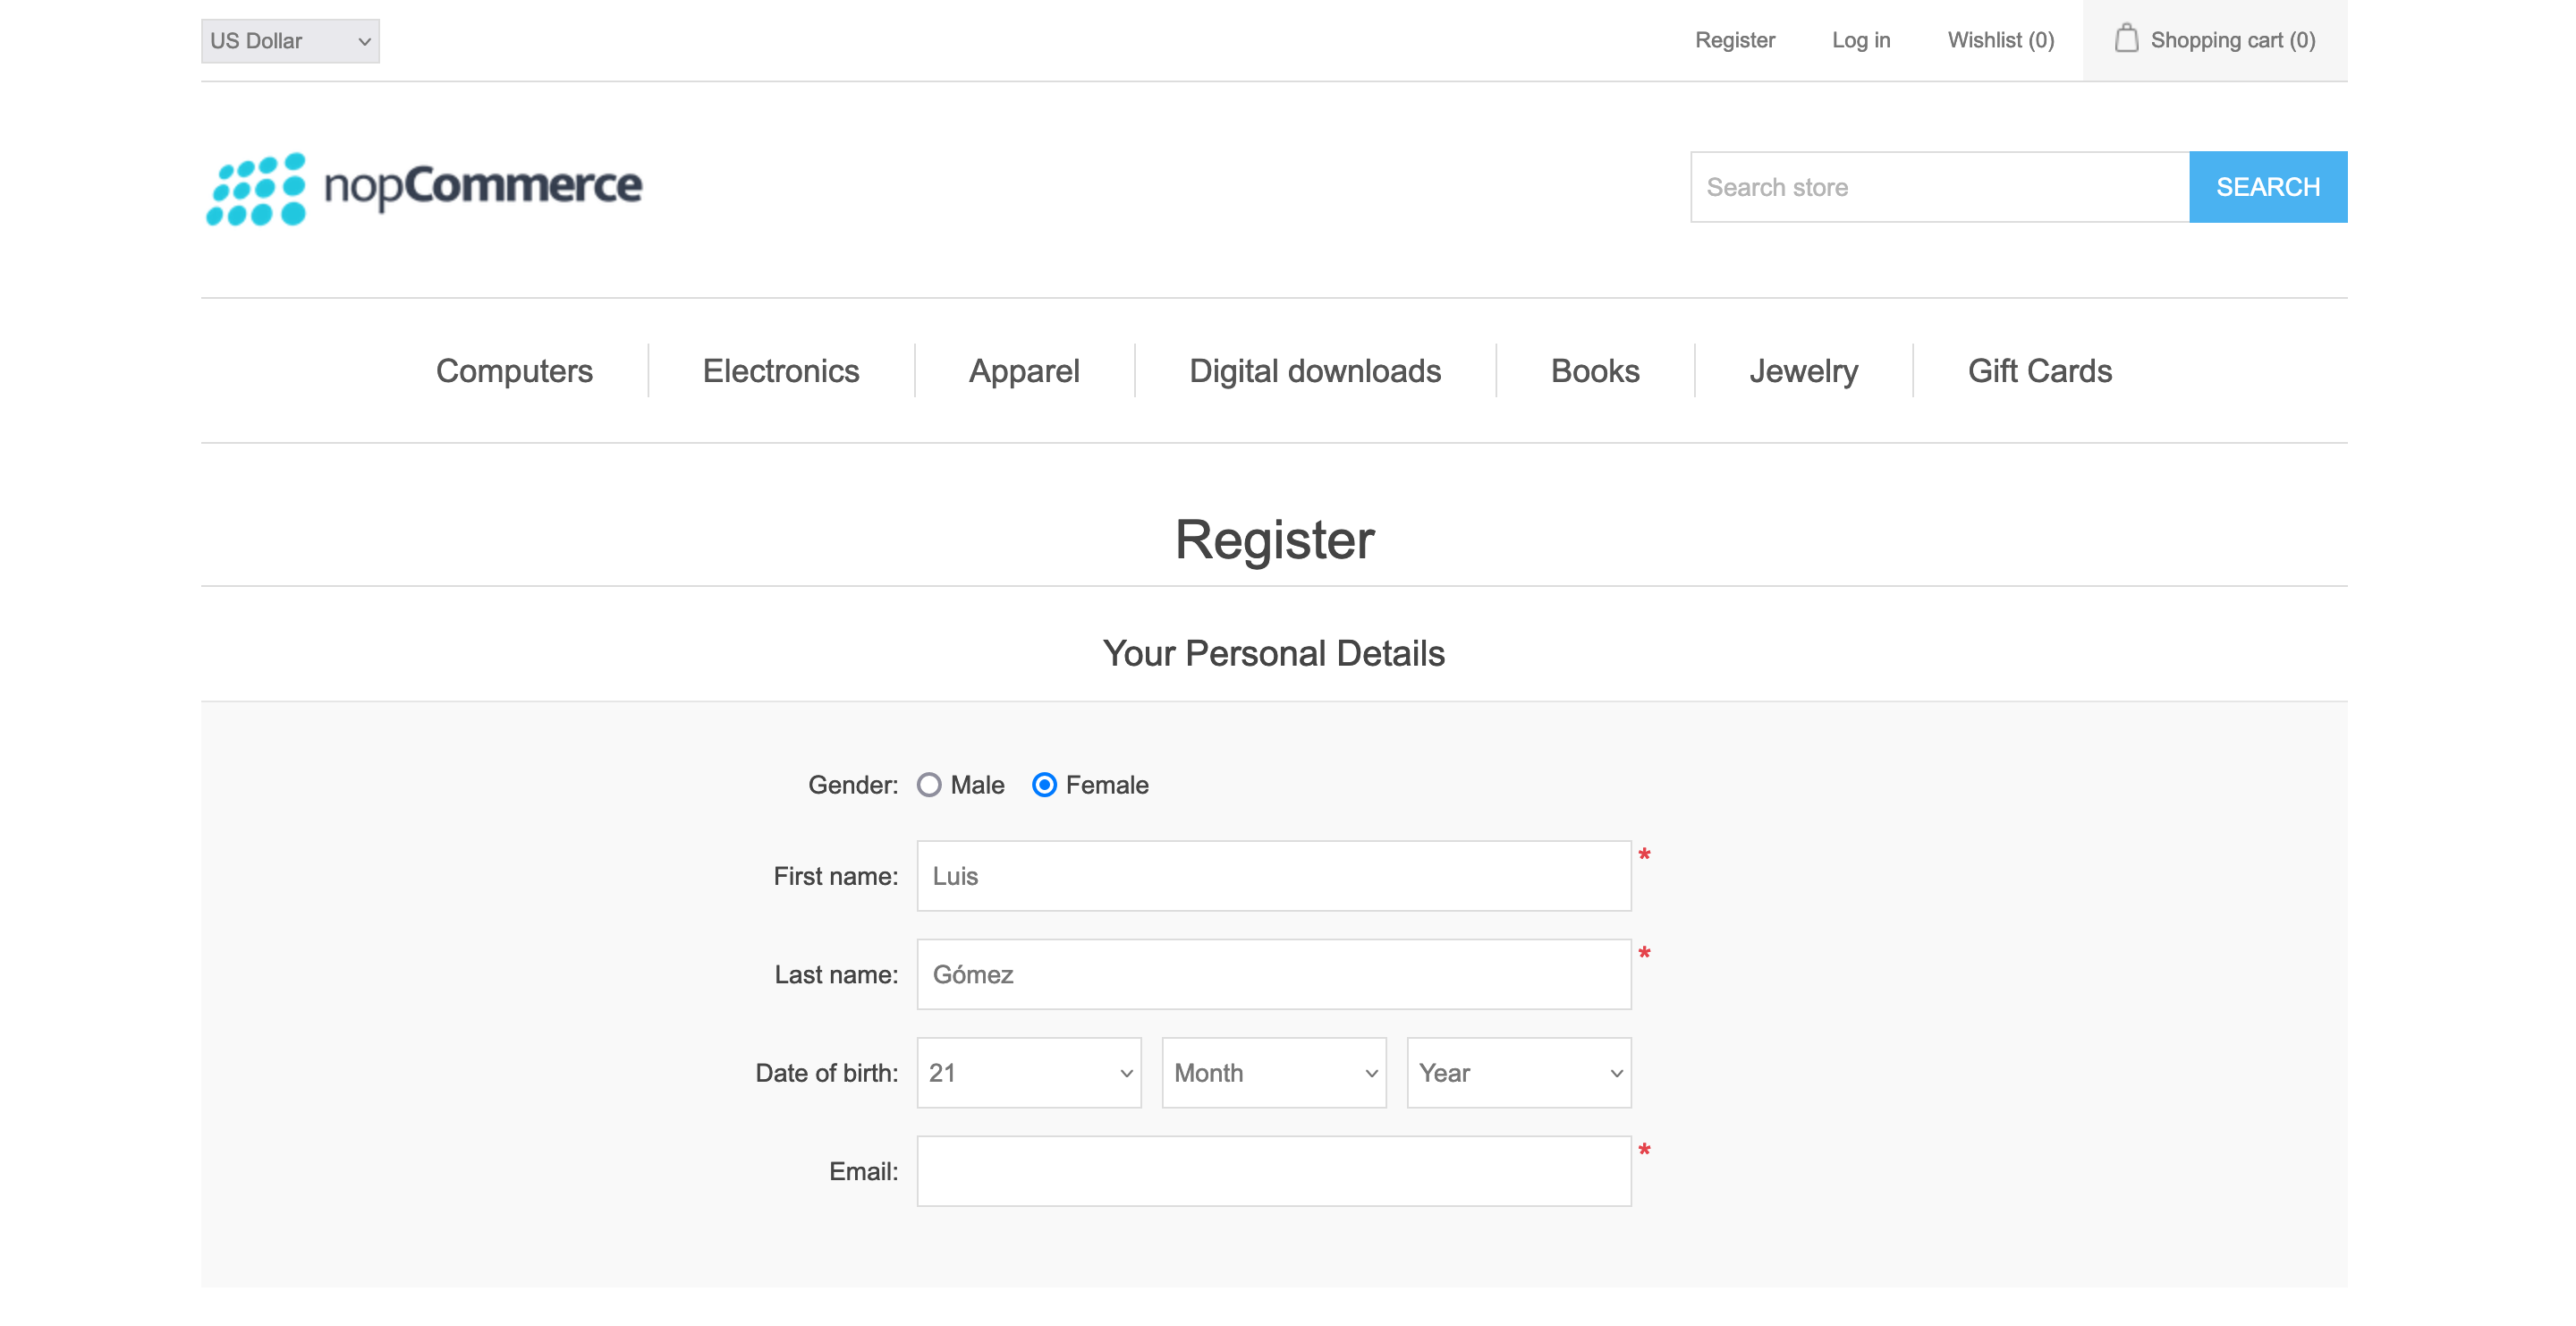 US Dollar Register Log in Wishlist (0) Shopping cart (0)
nopCommerce Search store SEARCH
Computers Electronics Apparel Digital downloads Books Jewelry Gift Cards
Register
Your Personal Details
Gender: Male Female
First name: Luis *
Last name: Gómez *
Date of birth: 21 Month Year
Email: *